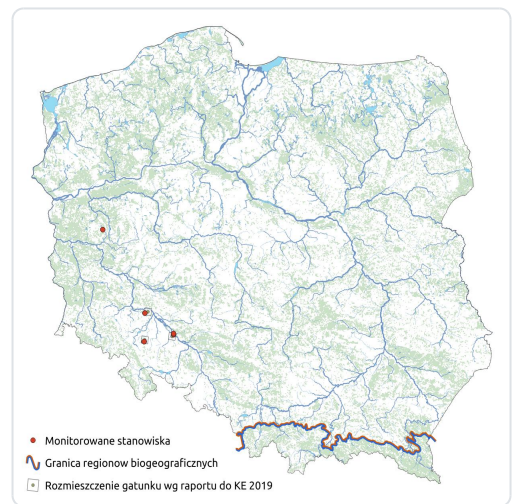 Monitorowane stanowiska
Granica regionow biogeograficznych
Rozmieszczenie gatunku wg raportu do KE 2019